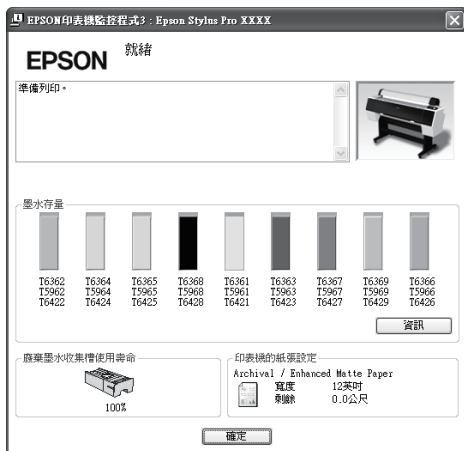 EPSON印表機監控程式3 : Epson Stylus Pro XXXX
EPSON
就緒
準備列印。
墨水存量
T6362 T6364 T6365 T6368 T6361 T6363 T6367 T6369 T6366
T5962 T5964 T5965 T5968 T5961 T5963 T5967 T5969 T5966
T6422 T6424 T6425 T6428 T6421 T6423 T6427 T6429 T6426
資訊
廢棄墨水收集槽使用壽命
100%
印表機的紙張設定
Archival / Enhanced Matte Paper
寬度 12英吋
剩餘 0.0公尺
確定